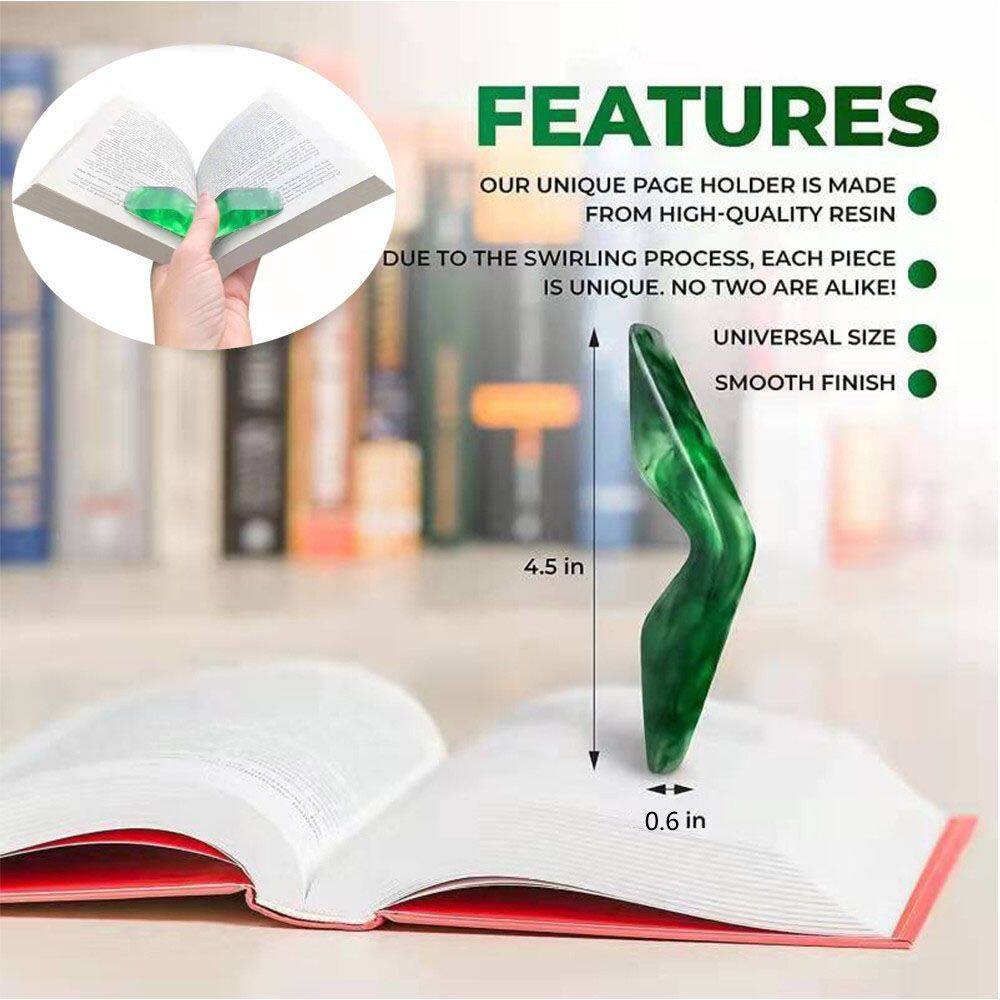 FEATURES
OUR UNIQUE PAGE HOLDER IS MADE
FROM HIGH-QUALITY RESIN
DUE TO THE SWIRLING PROCESS, EACH PIECE
IS UNIQUE. NO TWO ARE ALIKE!
UNIVERSAL SIZE
SMOOTH FINISH
4.5 in
0.6 in